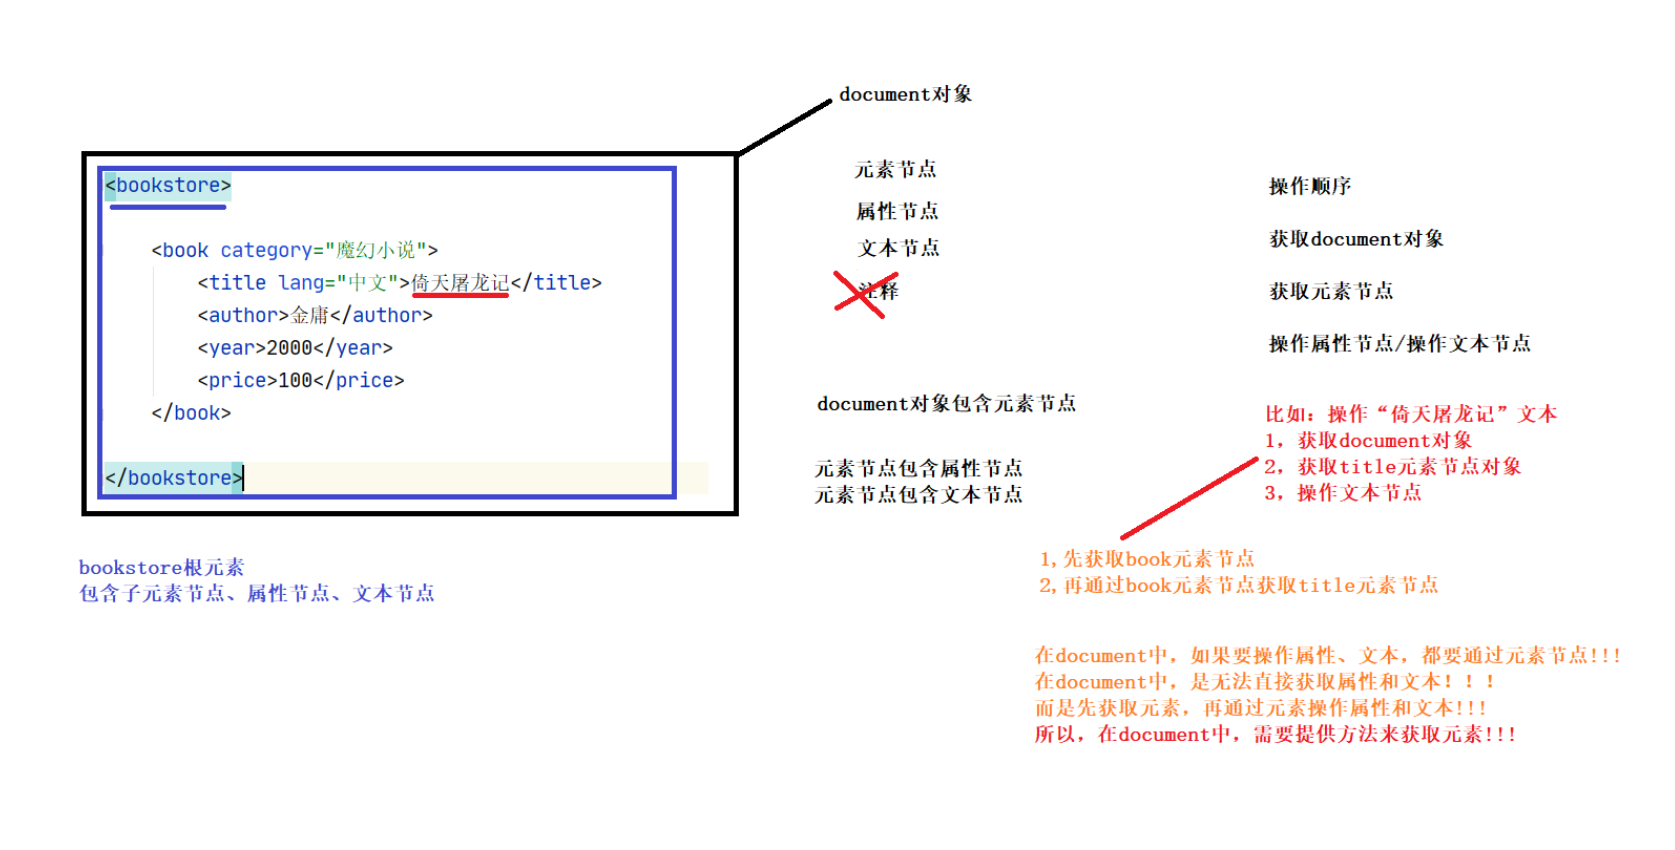 document对象
<bookstore>
<book category="魔幻小说">
<title lang="中文">倚天屠龙记</title>
<author>金庸</author>
<year>2000</year>
<price>100</price>
</book>
</bookstore>
bookstore根元素
包含子元素节点、属性节点、文本节点
元素节点
属性节点
文本节点
注释
document对象包含元素节点
元素节点包含属性节点
元素节点包含文本节点
操作顺序
获取document对象
获取元素节点
操作属性节点/操作文本节点
比如：操作“倚天屠龙记”文本
1，获取document对象
2，获取title元素节点对象
3，操作文本节点
1,先获取book元素节点
2,再通过book元素节点获取title元素节点
在document中，如果要操作属性、文本，都要通过元素节点!!!
在document中，是无法直接获取属性和文本！！！
而是先获取元素，再通过元素操作属性和文本!!!
所以，在document中，需要提供方法来获取元素!!!